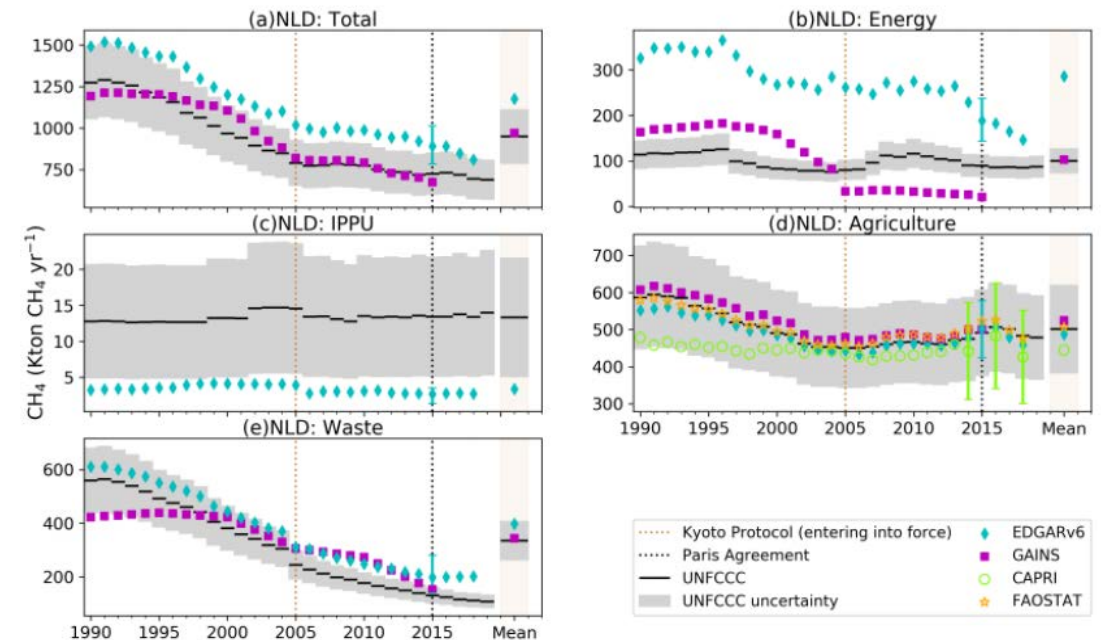 (a)NLD: Total
(b)NLD: Energy
1500
1250
1000
750
300
200
100
0
(c)NLD: IPPU
(d)NLD: Agriculture
20
15
10
5
700
600
500
400
300
1990 1995 2000 2005 2010 2015 Mean
CH₄ (Kton CH₄ yr⁻¹)
(e)NLD: Waste
600
400
200
1990 1995 2000 2005 2010 2015 Mean
Kyoto Protocol (entering into force)
Paris Agreement
UNFCCC
UNFCCC uncertainty
EDGARv6
GAINS
CAPRI
FAOSTAT